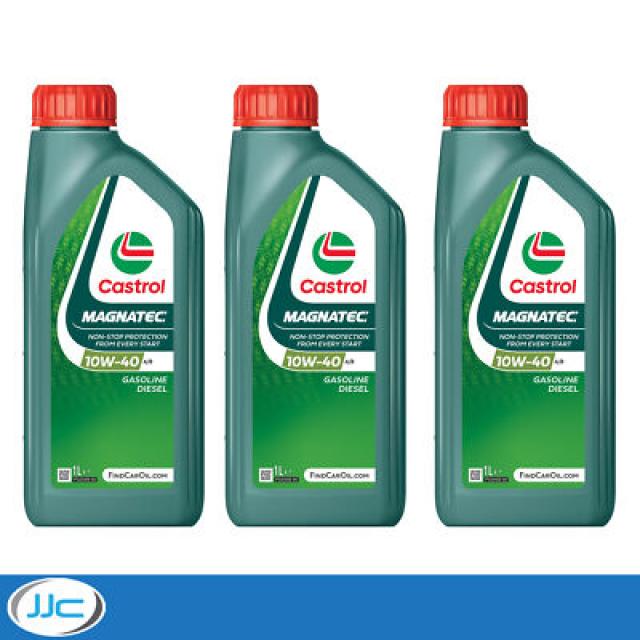 Castrol
MAGNATEC
NON-STOP PROTECTION
FROM EVERY START
10W-40 A/B
GASOLINE
DIESEL
1L e
FINDCAROIL.COM
Castrol
MAGNATEC
NON-STOP PROTECTION
FROM EVERY START
10W-40 A/B
GASOLINE
DIESEL
1L e
FINDCAROIL.COM
Castrol
MAGNATEC
NON-STOP PROTECTION
FROM EVERY START
10W-40 A/B
GASOLINE
DIESEL
1L e
FINDCAROIL.COM
JJC